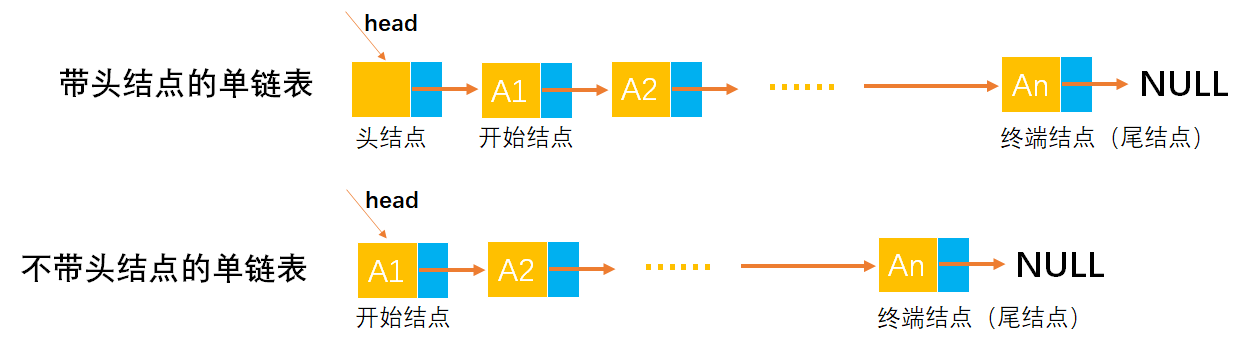 head
带头结点的单链表
A1
A2
······
An
NULL
头结点
开始结点
终端结点（尾结点）
head
不带头结点的单链表
A1
A2
······
An
NULL
开始结点
终端结点（尾结点）